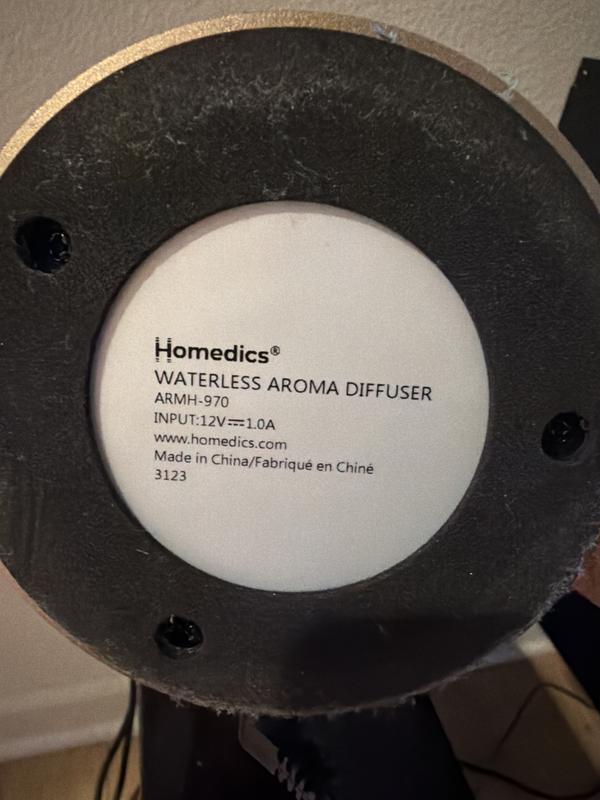 Homedics®
WATERLESS AROMA DIFFUSER
ARMH-970
INPUT:12V⎓1.0A
www.homedics.com
Made in China/Fabriqué en Chiné
3123